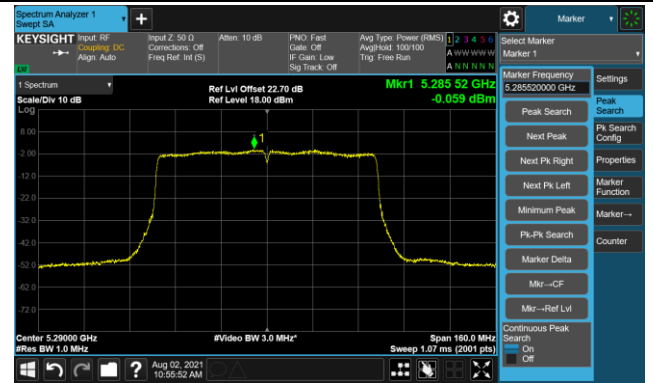 Spectrum Analyzer 1
Swept SA
Marker
KEYSIGHT
Input: RF
Coupling: DC
Align: Auto
Input Z: 50 Ω
Corrections: Off
Freq Ref: Int (S)
Atten: 10 dB
PNO: Fast
Gate: Off
IF Gain: Low
Sig Track: Off
Avg Type: Power (RMS)
Avg|Hold: 100/100
Trig: Free Run
1 2 3 4 5 6
A W W W W W
A N N N N N
Select Marker
Marker 1
1 Spectrum
Scale/Div 10 dB
Log
Ref Lvl Offset 22.70 dB
Ref Level 18.00 dBm
Mkr1 5.285 52 GHz
-0.059 dBm
8.00
-2.00
-12.0
-22.0
-32.0
-42.0
-52.0
-62.0
-72.0
1
Center 5.29000 GHz
#Res BW 1.0 MHz
#Video BW 3.0 MHz*
Span 160.0 MHz
Sweep 1.07 ms (2001 pts)
Marker Frequency
5.285520000 GHz
Peak Search
Next Peak
Next Pk Right
Next Pk Left
Minimum Peak
Pk-Pk Search
Marker Delta
Mkr→CF
Mkr→Ref Lvl
Continuous Peak
Search
On
Off
Settings
Peak
Search
Pk Search
Config
Properties
Marker
Function
Marker→
Counter
?
Aug 02, 2021
10:55:52 AM